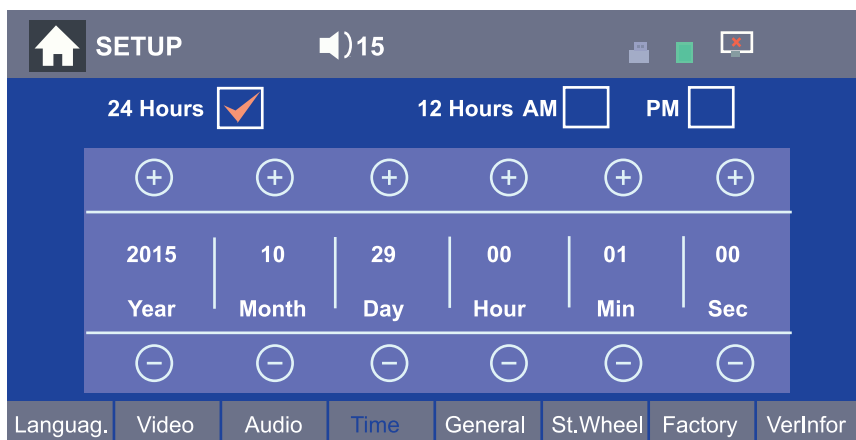 SETUP 15
24 Hours 12 Hours AM PM
2015 10 29 00 01 00
Year Month Day Hour Min Sec
Languag. Video Audio Time General St.Wheel Factory VerInfor